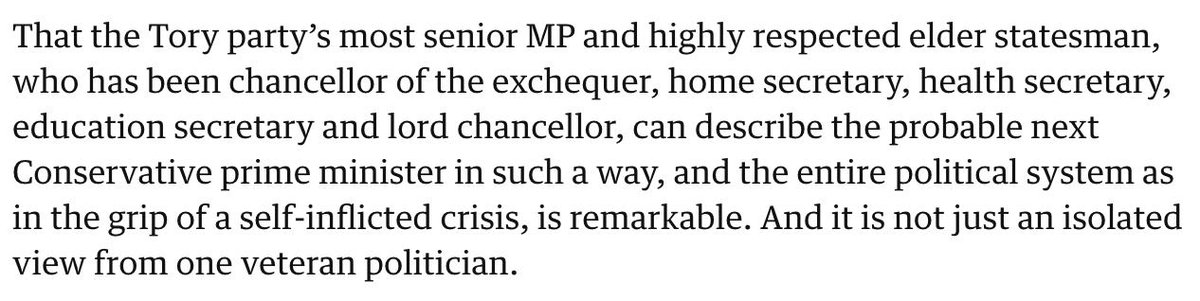 That the Tory party’s most senior MP and highly respected elder statesman,
who has been chancellor of the exchequer, home secretary, health secretary,
education secretary and lord chancellor, can describe the probable next
Conservative prime minister in such a way, and the entire political system as
in the grip of a self-inflicted crisis, is remarkable. And it is not just an isolated
view from one veteran politician.